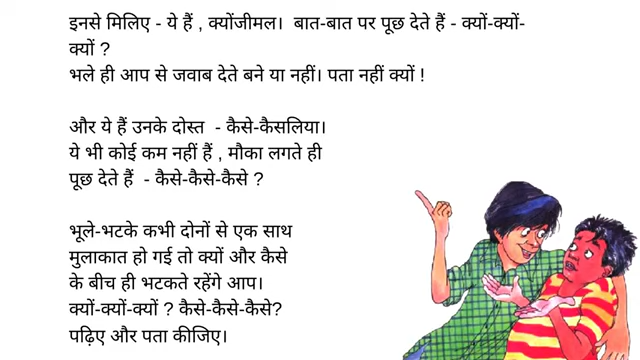 इनसे मिलिए - ये हैं , क्योंजीमल। बात-बात पर पूछ देते हैं - क्यों-क्यों-
क्यों ?
भले ही आप से जवाब देते बने या नहीं। पता नहीं क्यों !
और ये हैं उनके दोस्त - कैसे-कैसलिया।
ये भी कोई कम नहीं हैं , मौका लगते ही
पूछ देते हैं - कैसे-कैसे-कैसे ?
भूले-भटके कभी दोनों से एक साथ
मुलाकात हो गई तो क्यों और कैसे
के बीच ही भटकते रहेंगे आप।
क्यों-क्यों-क्यों ? कैसे-कैसे-कैसे?
पढ़िए और पता कीजिए।